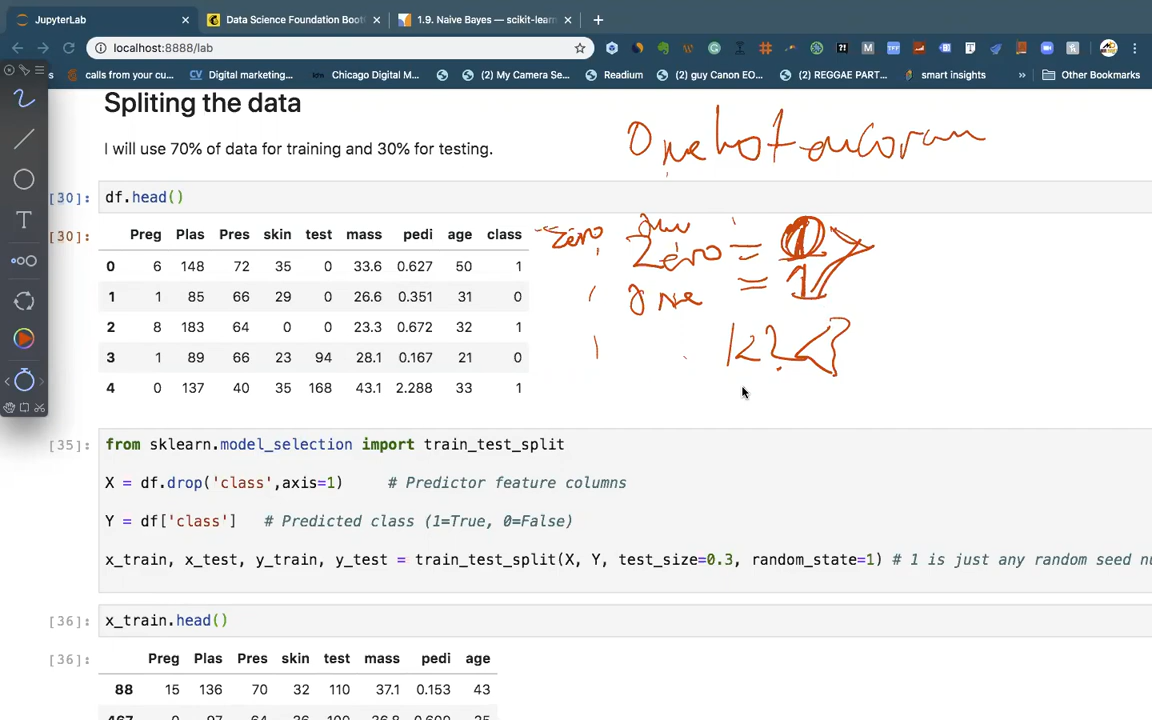 JupyterLab
Data Science Foundation Boot
1.9. Naive Bayes — scikit-learn
localhost:8888/lab
s
calls from your cu...
CV Digital marketing...
Chicago Digital M...
(2) My Camera Se...
Readium
(2) guy Canon EO...
(2) REGGAE PART...
smart insights
»
Other Bookmarks
Spliting the data
I will use 70% of data for training and 30% for testing.
One hot
[30]: df.head()
[30]: Preg Plas Pres skin test mass pedi age class
0 6 148 72 35 0 33.6 0.627 50 1
1 1 85 66 29 0 26.6 0.351 31 0
2 8 183 64 0 0 23.3 0.672 32 1
3 1 89 66 23 94 28.1 0.167 21 0
4 0 137 40 35 168 43.1 2.288 33 1
Zero
Zero =
One = 1
[35]: from sklearn.model_selection import train_test_split
X = df.drop('class',axis=1) # Predictor feature columns
Y = df['class'] # Predicted class (1=True, 0=False)
x_train, x_test, y_train, y_test = train_test_split(X, Y, test_size=0.3, random_state=1) # 1 is just any random seed nu
[36]: x_train.head()
[36]: Preg Plas Pres skin test mass pedi age
88 15 136 70 32 110 37.1 0.153 43